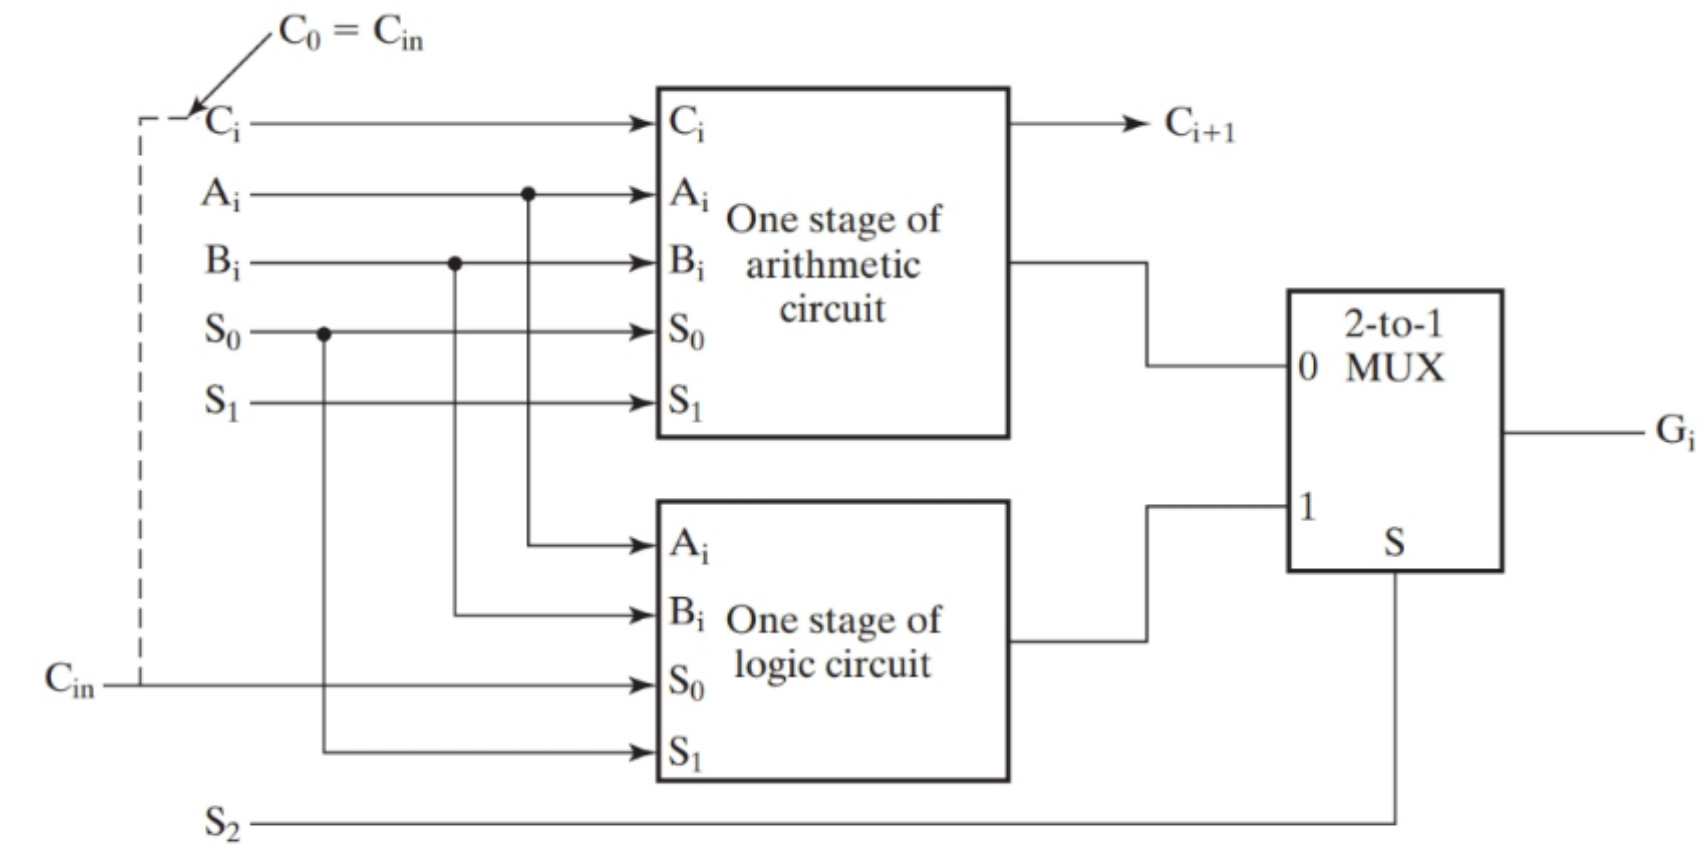 C₀ = Cᵢₙ
Cᵢ
Aᵢ
Bᵢ
S₀
S₁
Cᵢ
Aᵢ
Bᵢ
S₀
S₁
One stage of
arithmetic
circuit
Cᵢ₊₁
Aᵢ
Bᵢ
S₀
S₁
One stage of
logic circuit
Cᵢₙ
S₂
2-to-1
0 MUX
1
S
Gᵢ